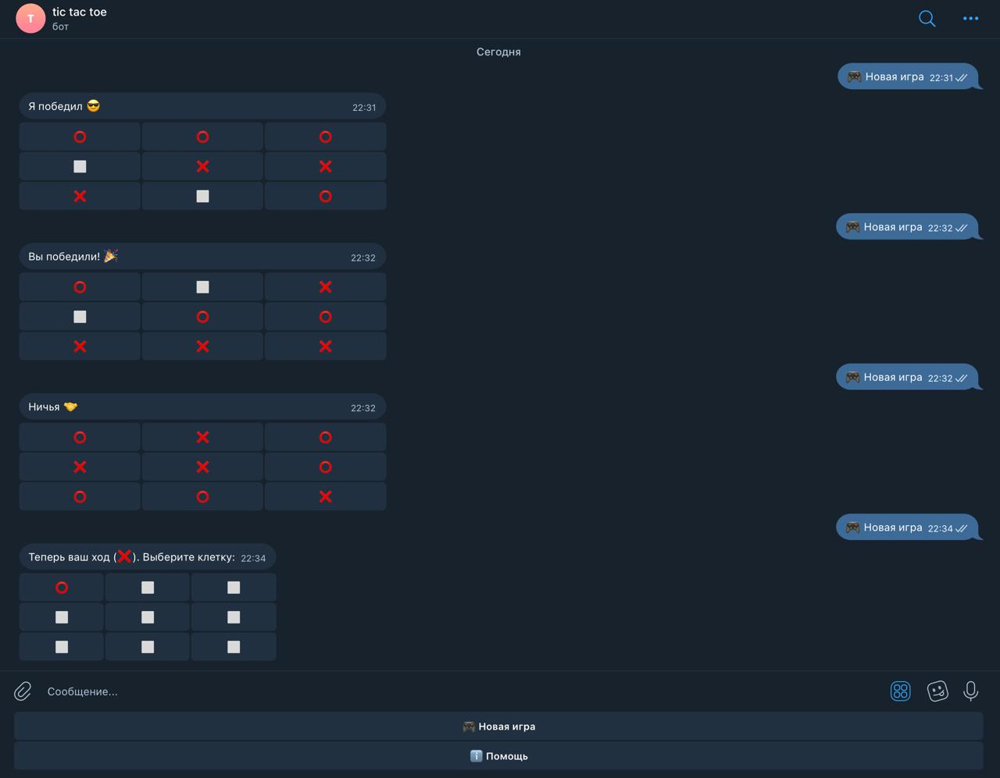 T
tic tac toe
бот
Сегодня
🎮 Новая игра 22:31
Я победил 😎 22:31
⭕ ⭕ ⭕
⬜ ❌ ❌
❌ ⬜ ⭕
🎮 Новая игра 22:32
Вы победили! 🎉 22:32
⭕ ⬜ ❌
⬜ ⭕ ⭕
❌ ❌ ❌
🎮 Новая игра 22:32
Ничья 🤝 22:32
⭕ ❌ ⭕
❌ ❌ ⭕
⭕ ⭕ ❌
🎮 Новая игра 22:34
Теперь ваш ход (❌). Выберите клетку: 22:34
⭕ ⬜ ⬜
⬜ ⬜ ⬜
⬜ ⬜ ⬜
Сообщение...
🎮 Новая игра
ℹ️ Помощь